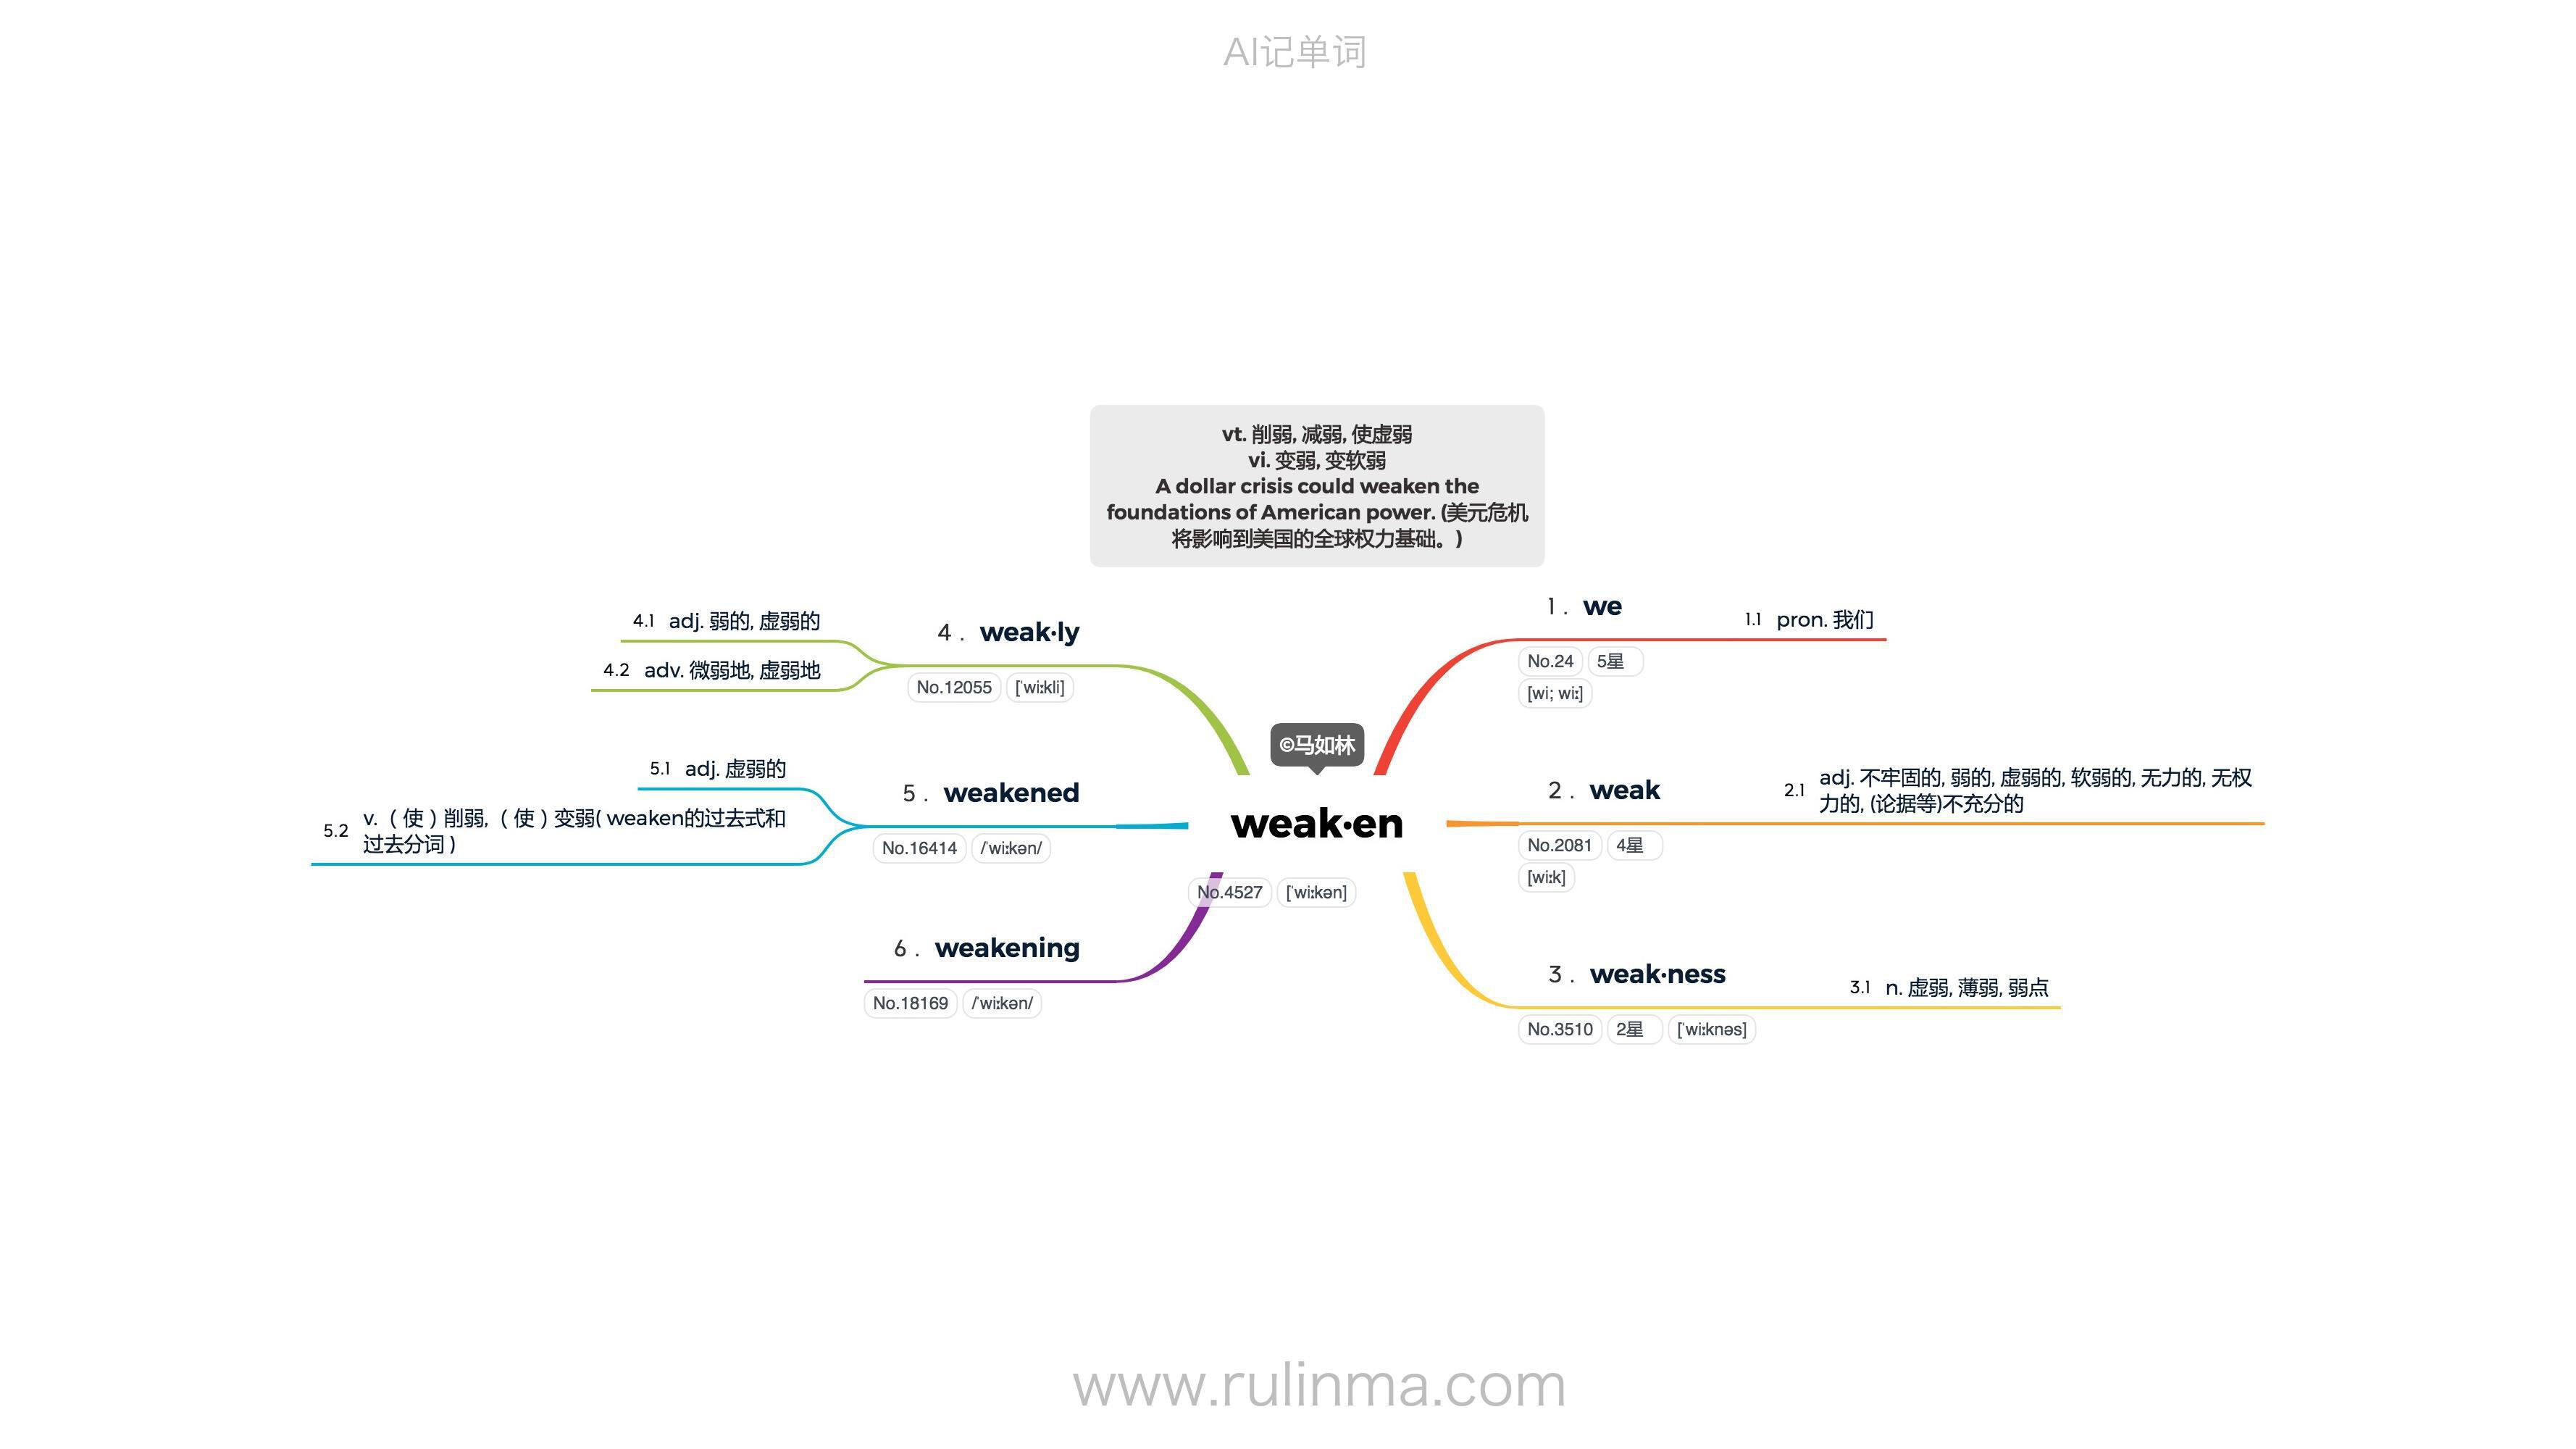 AI记单词
vt. 削弱, 减弱, 使虚弱
vi. 变弱, 变软弱
A dollar crisis could weaken the
foundations of American power. (美元危机
将影响到美国的全球权力基础。)
©马如林
weak·en
No.4527 ['wiːkən]
1 . we
No.24 5星
[wi; wiː]
1.1 pron. 我们
2 . weak
No.2081 4星
[wiːk]
2.1 adj. 不牢固的, 弱的, 虚弱的, 软弱的, 无力的, 无权
力的, (论据等)不充分的
3 . weak·ness
No.3510 2星 ['wiːknəs]
3.1 n. 虚弱, 薄弱, 弱点
4 . weak·ly
No.12055 ['wiːkli]
4.1 adj. 弱的, 虚弱的
4.2 adv. 微弱地, 虚弱地
5 . weakened
No.16414 /'wiːkən/
5.1 adj. 虚弱的
5.2 v.（使）削弱,（使）变弱( weaken的过去式和
过去分词 )
6 . weakening
No.18169 /'wiːkən/
www.rulinma.com